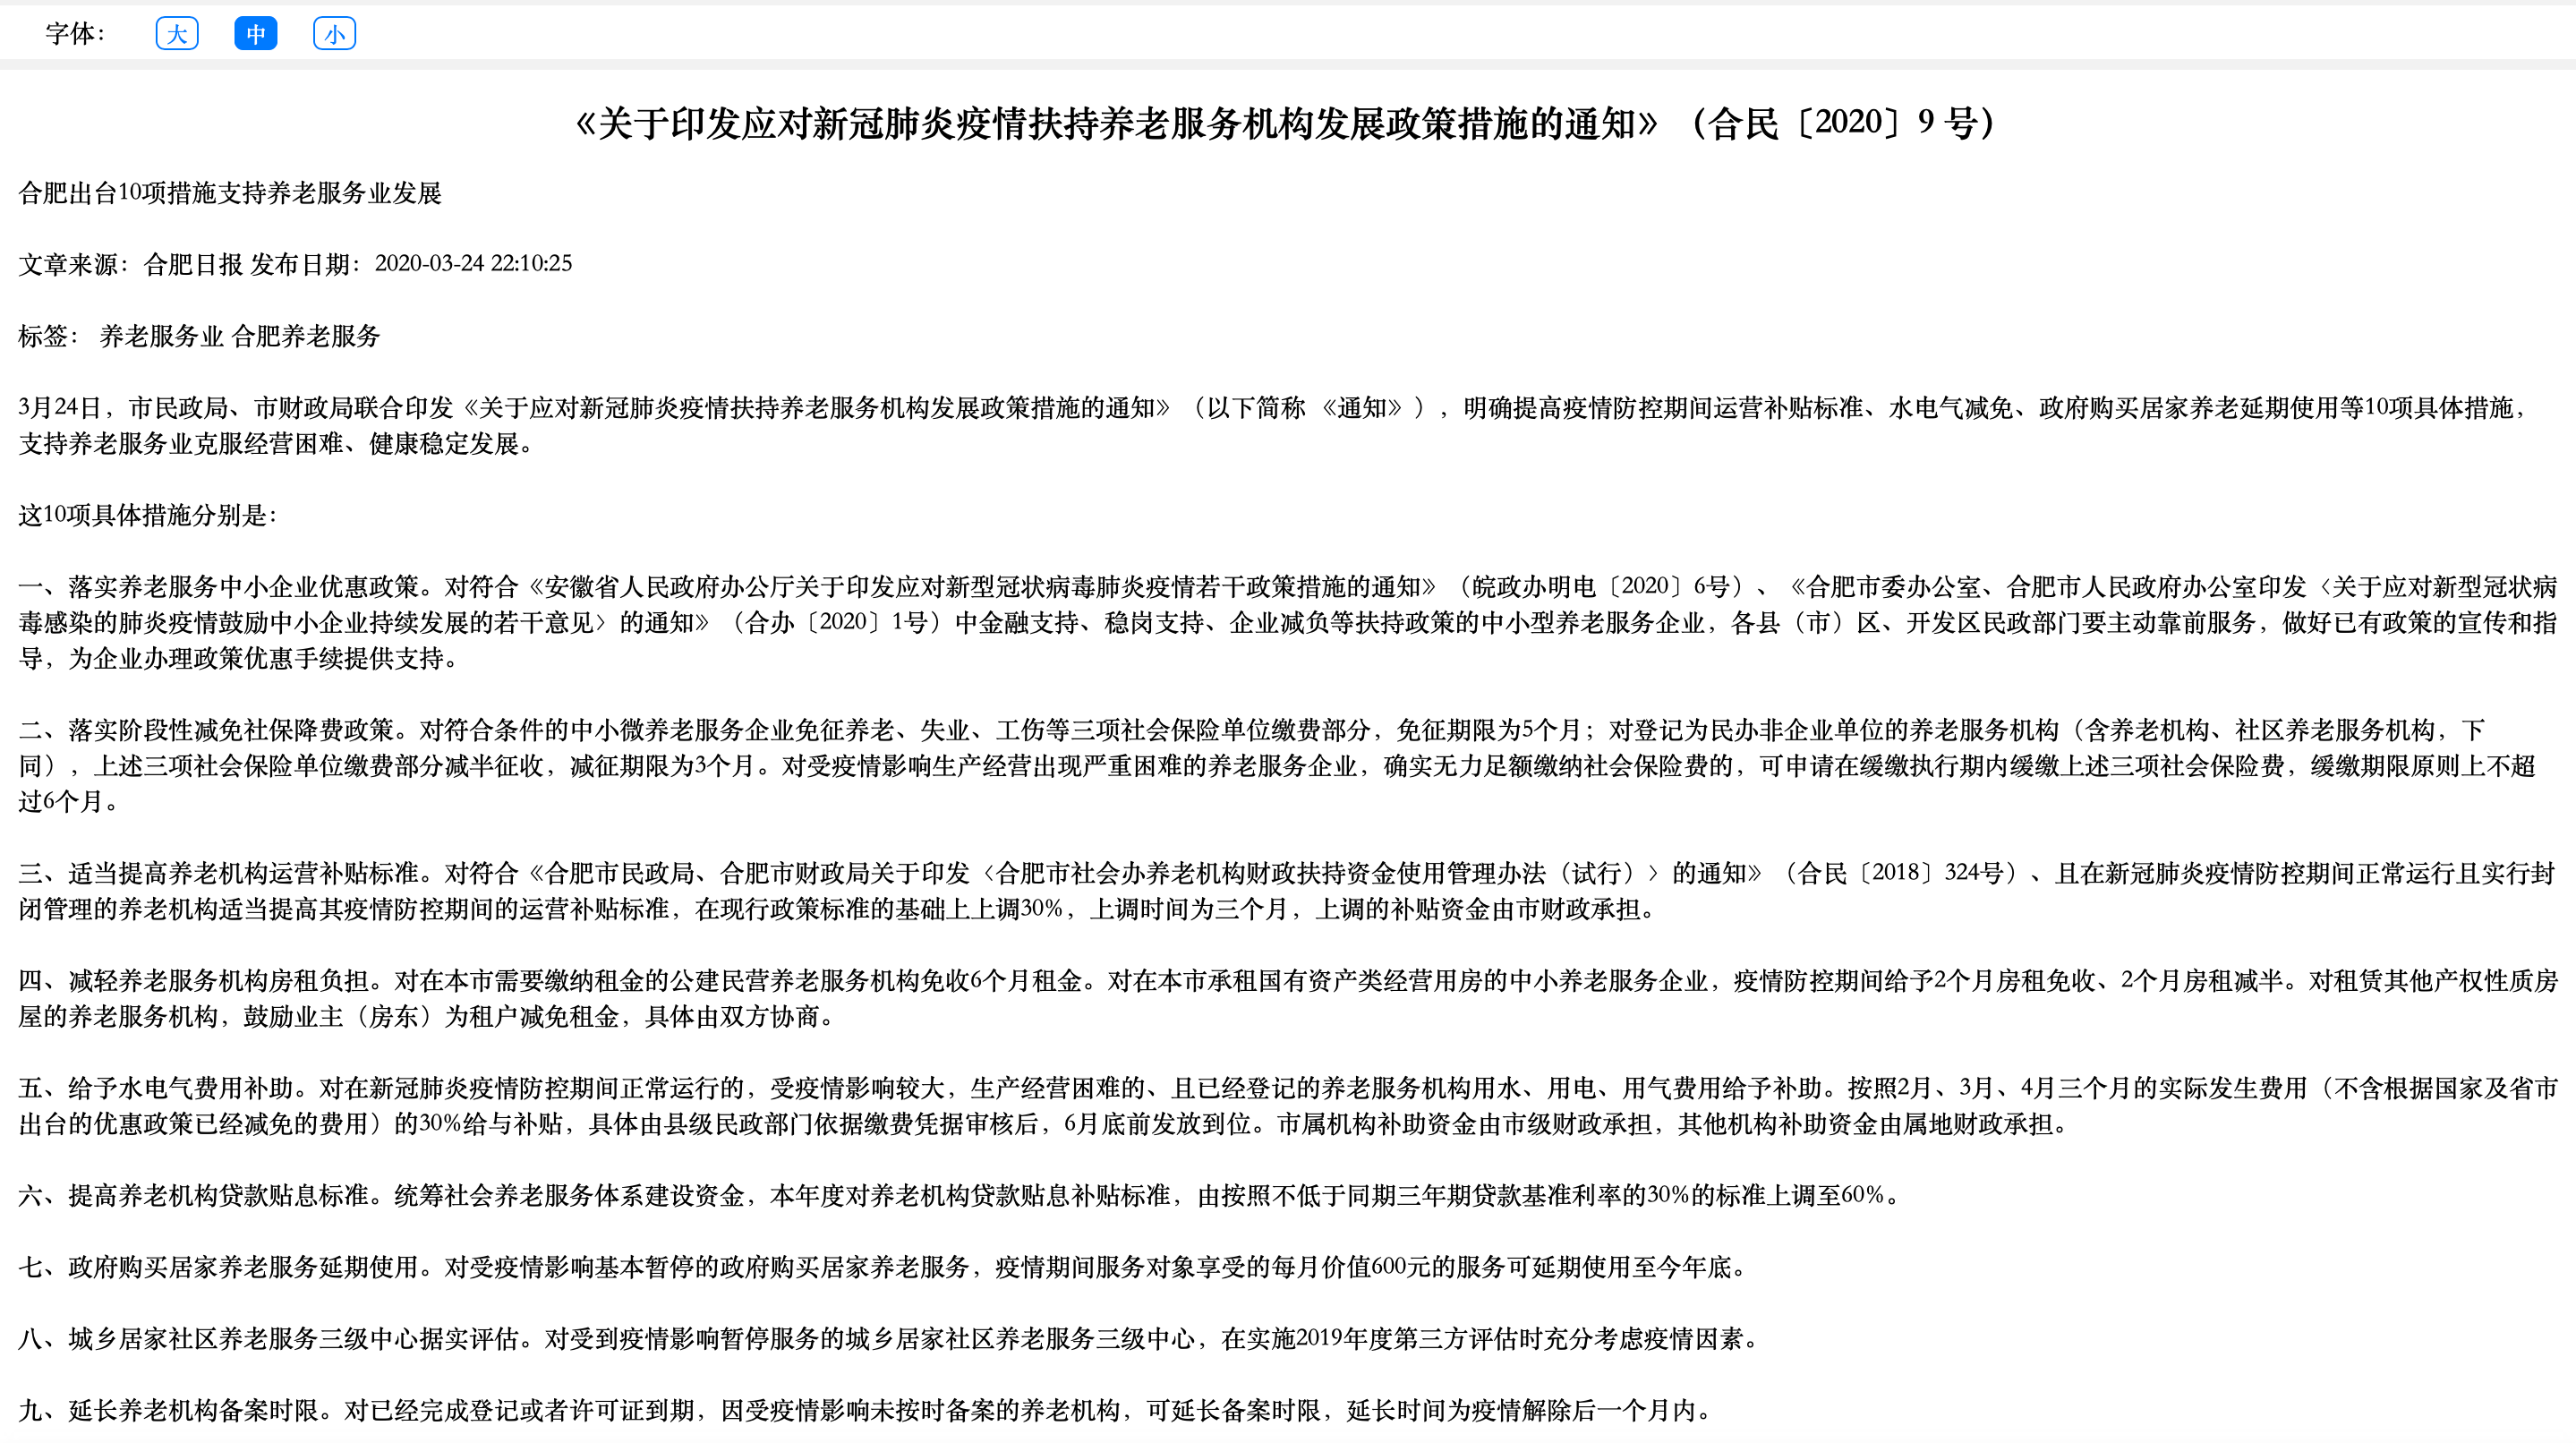 字体： 大 中 小
《关于印发应对新冠肺炎疫情扶持养老服务机构发展政策措施的通知》（合民〔2020〕9 号）
合肥出台10项措施支持养老服务业发展
文章来源：合肥日报 发布日期：2020-03-24 22:10:25
标签： 养老服务业 合肥养老服务
3月24日，市民政局、市财政局联合印发《关于应对新冠肺炎疫情扶持养老服务机构发展政策措施的通知》（以下简称 《通知》），明确提高疫情防控期间运营补贴标准、水电气减免、政府购买居家养老延期使用等10项具体措施，
支持养老服务业克服经营困难、健康稳定发展。
这10项具体措施分别是：
一、落实养老服务中小企业优惠政策。对符合《安徽省人民政府办公厅关于印发应对新型冠状病毒肺炎疫情若干政策措施的通知》（皖政办明电〔2020〕6号）、《合肥市委办公室、合肥市人民政府办公室印发〈关于应对新型冠状病
毒感染的肺炎疫情鼓励中小企业持续发展的若干意见〉的通知》（合办〔2020〕1号）中金融支持、稳岗支持、企业减负等扶持政策的中小型养老服务企业，各县（市）区、开发区民政部门要主动靠前服务，做好已有政策的宣传和指
导，为企业办理政策优惠手续提供支持。
二、落实阶段性减免社保降费政策。对符合条件的中小微养老服务企业免征养老、失业、工伤等三项社会保险单位缴费部分，免征期限为5个月；对登记为民办非企业单位的养老服务机构（含养老机构、社区养老服务机构，下
同），上述三项社会保险单位缴费部分减半征收，减征期限为3个月。对受疫情影响生产经营出现严重困难的养老服务企业，确实无力足额缴纳社会保险费的，可申请在缓缴执行期内缓缴上述三项社会保险费，缓缴期限原则上不超
过6个月。
三、适当提高养老机构运营补贴标准。对符合《合肥市民政局、合肥市财政局关于印发〈合肥市社会办养老机构财政扶持资金使用管理办法（试行）〉的通知》（合民〔2018〕324号）、且在新冠肺炎疫情防控期间正常运行且实行封
闭管理的养老机构适当提高其疫情防控期间的运营补贴标准，在现行政策标准的基础上上调30%，上调时间为三个月，上调的补贴资金由市财政承担。
四、减轻养老服务机构房租负担。对在本市需要缴纳租金的公建民营养老服务机构免收6个月租金。对在本市承租国有资产类经营用房的中小养老服务企业，疫情防控期间给予2个月房租免收、2个月房租减半。对租赁其他产权性质房
屋的养老服务机构，鼓励业主（房东）为租户减免租金，具体由双方协商。
五、给予水电气费用补助。对在新冠肺炎疫情防控期间正常运行的，受疫情影响较大，生产经营困难的、且已经登记的养老服务机构用水、用电、用气费用给予补助。按照2月、3月、4月三个月的实际发生费用（不含根据国家及省市
出台的优惠政策已经减免的费用）的30%给与补贴，具体由县级民政部门依据缴费凭据审核后，6月底前发放到位。市属机构补助资金由市级财政承担，其他机构补助资金由属地财政承担。
六、提高养老机构贷款贴息标准。统筹社会养老服务体系建设资金，本年度对养老机构贷款贴息补贴标准，由按照不低于同期三年期贷款基准利率的30%的标准上调至60%。
七、政府购买居家养老服务延期使用。对受疫情影响基本暂停的政府购买居家养老服务，疫情期间服务对象享受的每月价值600元的服务可延期使用至今年底。
八、城乡居家社区养老服务三级中心据实评估。对受到疫情影响暂停服务的城乡居家社区养老服务三级中心，在实施2019年度第三方评估时充分考虑疫情因素。
九、延长养老机构备案时限。对已经完成登记或者许可证到期，因受疫情影响未按时备案的养老机构，可延长备案时限，延长时间为疫情解除后一个月内。